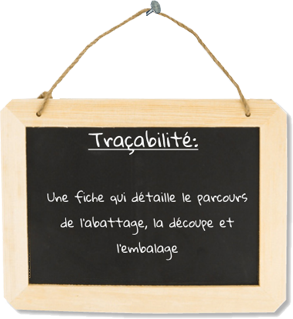 Traçabilité:
Une fiche qui détaille le parcours
de l'abattage, la découpe et
l'embalage